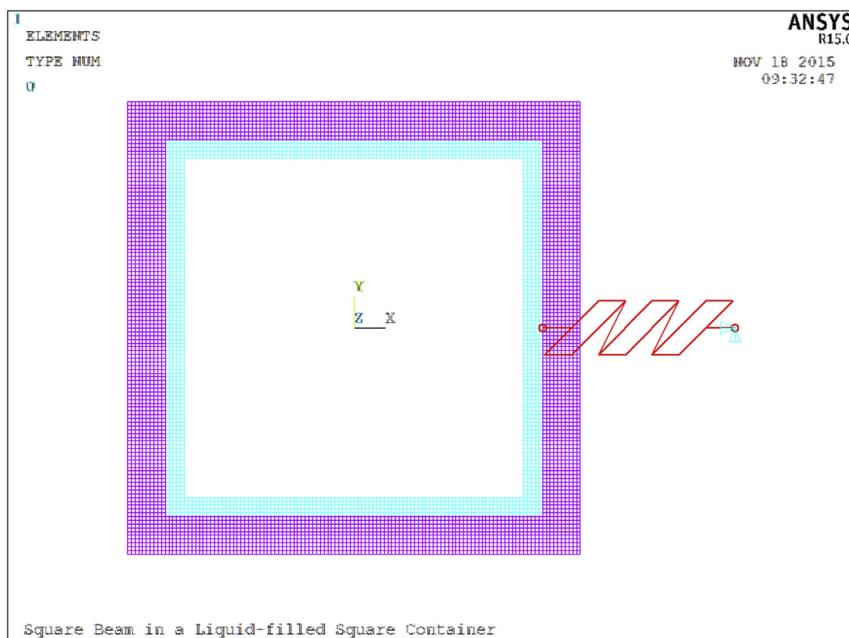 1
ELEMENTS
TYPE NUM
U
ANSYS
R15.0
NOV 18 2015
09:32:47
Y
Z X
Square Beam in a Liquid-filled Square Container